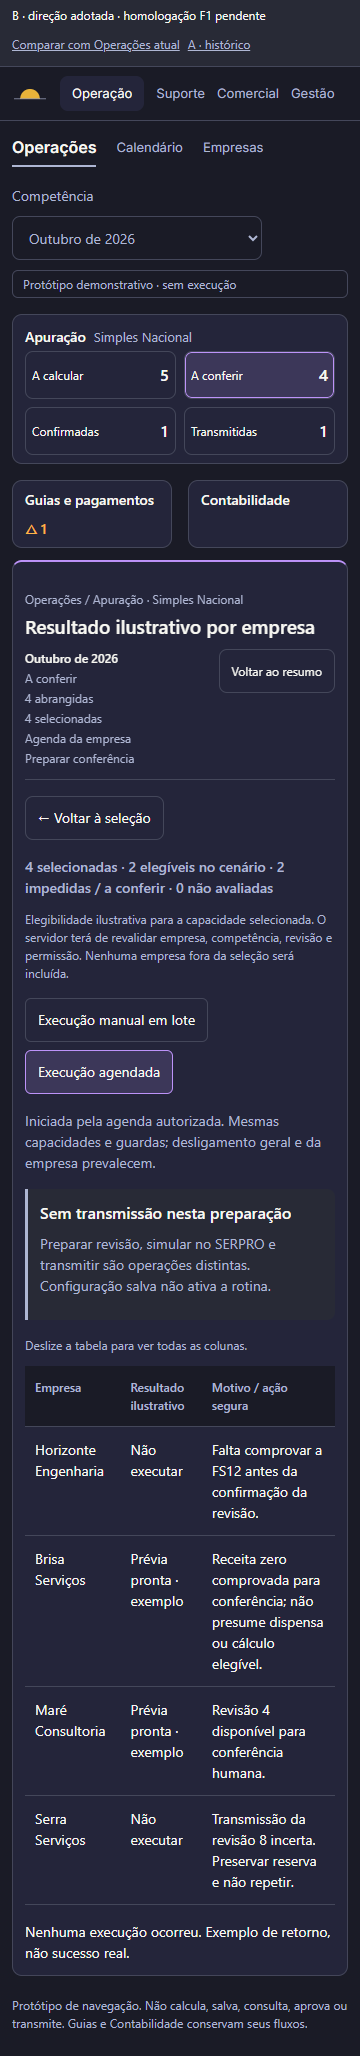 B · direção adotada · homologação F1 pendente
Comparar com Operações atual A · histórico
Operação Suporte Comercial Gestão
Operações Calendário Empresas
Competência
Outubro de 2026
Protótipo demonstrativo · sem execução
Apuração Simples Nacional
A calcular 5 A conferir 4
Confirmadas 1 Transmitidas 1
Guias e pagamentos Contabilidade
△ 1
Operações / Apuração · Simples Nacional
Resultado ilustrativo por empresa
Outubro de 2026
A conferir
4 abrangidas
4 selecionadas
Agenda da empresa
Preparar conferência
Voltar ao resumo
← Voltar à seleção
4 selecionadas · 2 elegíveis no cenário · 2
impedidas / a conferir · 0 não avaliadas
Elegibilidade ilustrativa para a capacidade selecionada. O
servidor terá de revalidar empresa, competência, revisão e
permissão. Nenhuma empresa fora da seleção será
incluída.
Execução manual em lote
Execução agendada
Iniciada pela agenda autorizada. Mesmas
capacidades e guardas; desligamento geral e da
empresa prevalecem.
Sem transmissão nesta preparação
Preparar revisão, simular no SERPRO e
transmitir são operações distintas.
Configuração salva não ativa a rotina.
Deslize a tabela para ver todas as colunas.
Empresa
Resultado
ilustrativo
Motivo / ação
segura
Horizonte
Engenharia
Não
executar
Falta comprovar a
FS12 antes da
confirmação da
revisão.
Brisa
Serviços
Prévia
pronta ·
exemplo
Receita zero
comprovada para
conferência; não
presume dispensa
ou cálculo
elegível.
Maré
Consultoria
Prévia
pronta ·
exemplo
Revisão 4
disponível para
conferência
humana.
Serra
Serviços
Não
executar
Transmissão da
revisão 8 incerta.
Preservar reserva
e não repetir.
Nenhuma execução ocorreu. Exemplo de retorno,
não sucesso real.
Protótipo de navegação. Não calcula, salva, consulta, aprova ou
transmite. Guias e Contabilidade conservam seus fluxos.